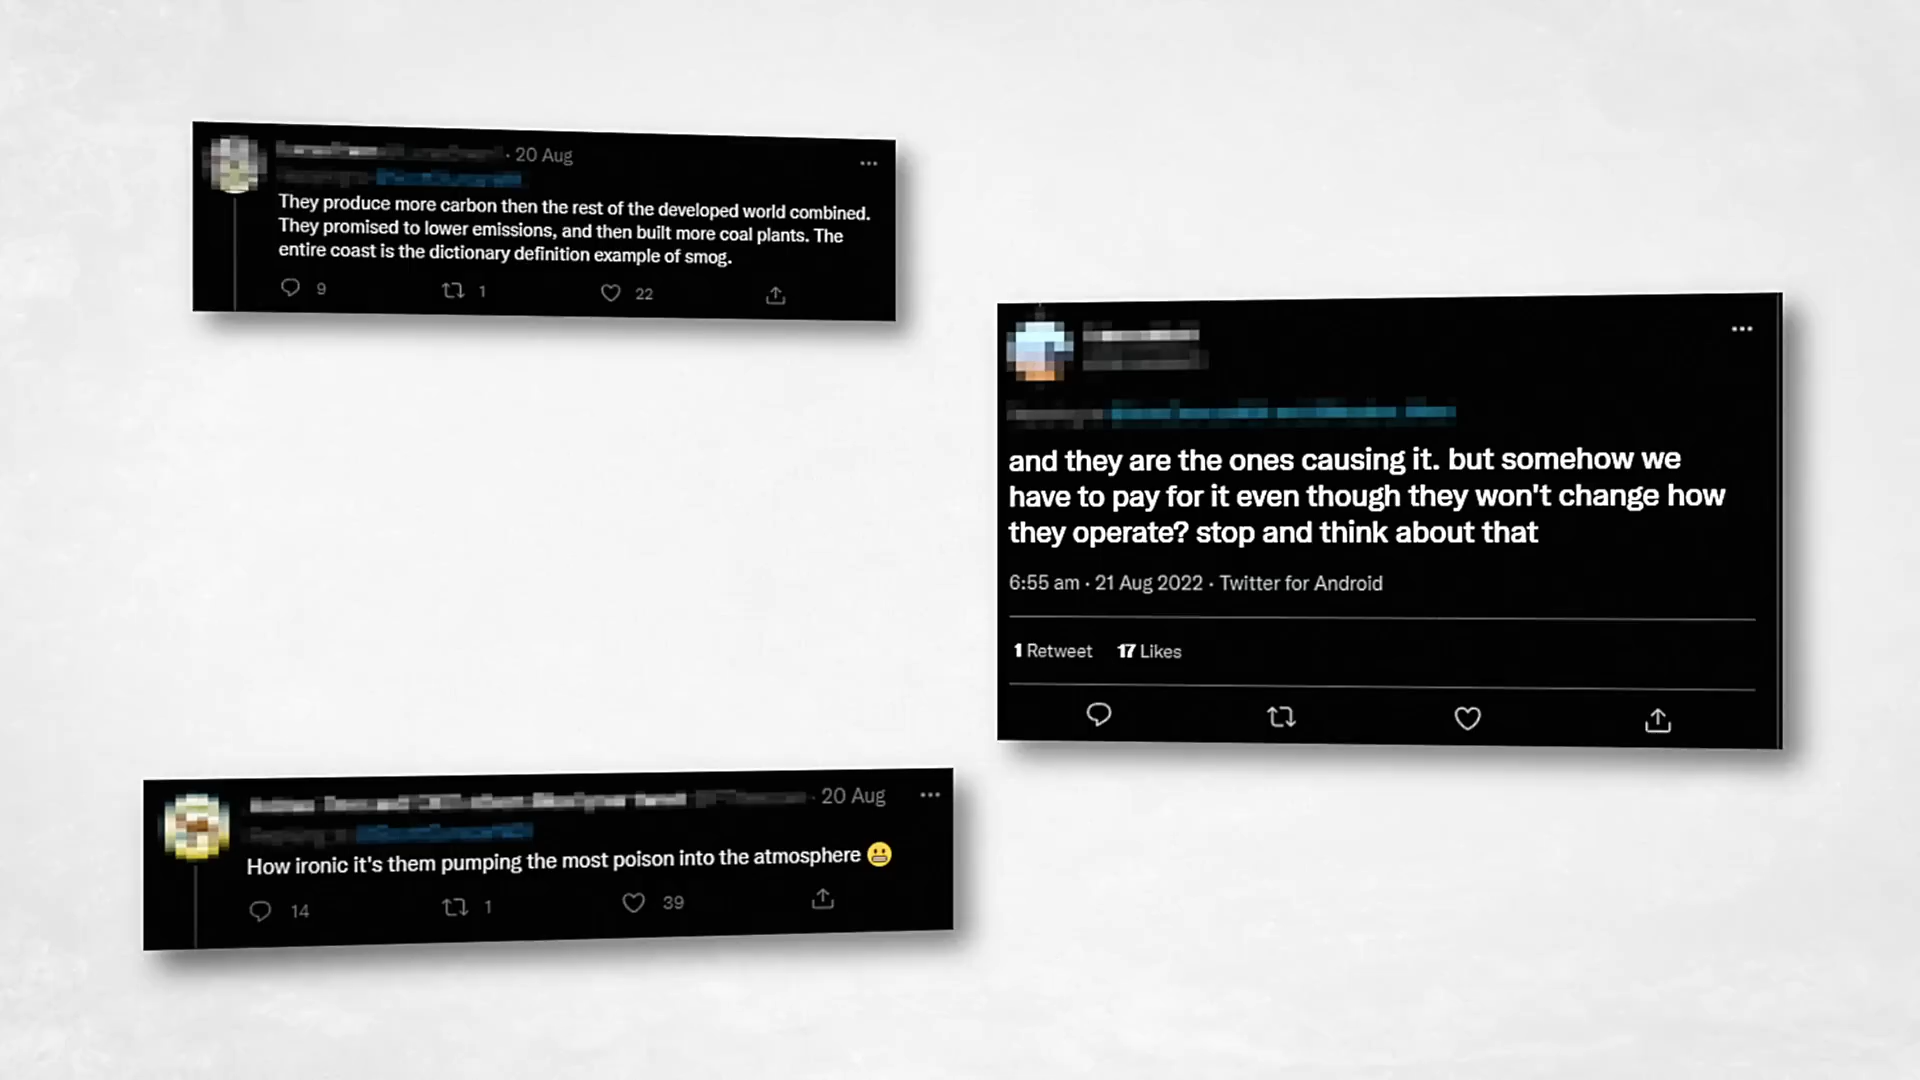 · 20 Aug
They produce more carbon then the rest of the developed world combined.
They promised to lower emissions, and then built more coal plants. The
entire coast is the dictionary definition example of smog.
9 1 22
and they are the ones causing it. but somehow we
have to pay for it even though they won't change how
they operate? stop and think about that
6:55 am · 21 Aug 2022 · Twitter for Android
1 Retweet 17 Likes
· 20 Aug
How ironic it's them pumping the most poison into the atmosphere 😬
14 1 39